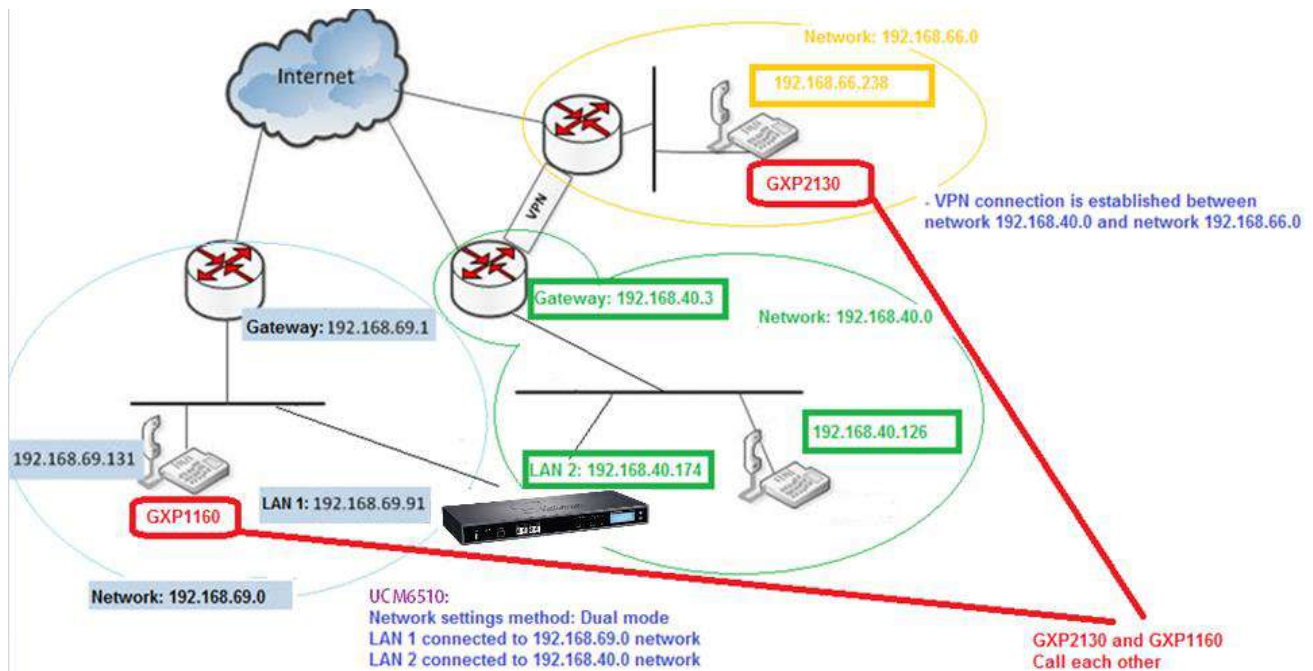 Internet
Network: 192.168.66.0
192.168.66.238
GXP2130
- VPN connection is established between
network 192.168.40.0 and network 192.168.66.0
VPN
Gateway: 192.168.40.3
Network: 192.168.40.0
Gateway: 192.168.69.1
192.168.40.126
192.168.69.131
LAN 2: 192.168.40.174
LAN 1: 192.168.69.91
GXP1160
Network: 192.168.69.0
UCM6510:
Network settings method: Dual mode
LAN 1 connected to 192.168.69.0 network
LAN 2 connected to 192.168.40.0 network
GXP2130 and GXP1160
Call each other